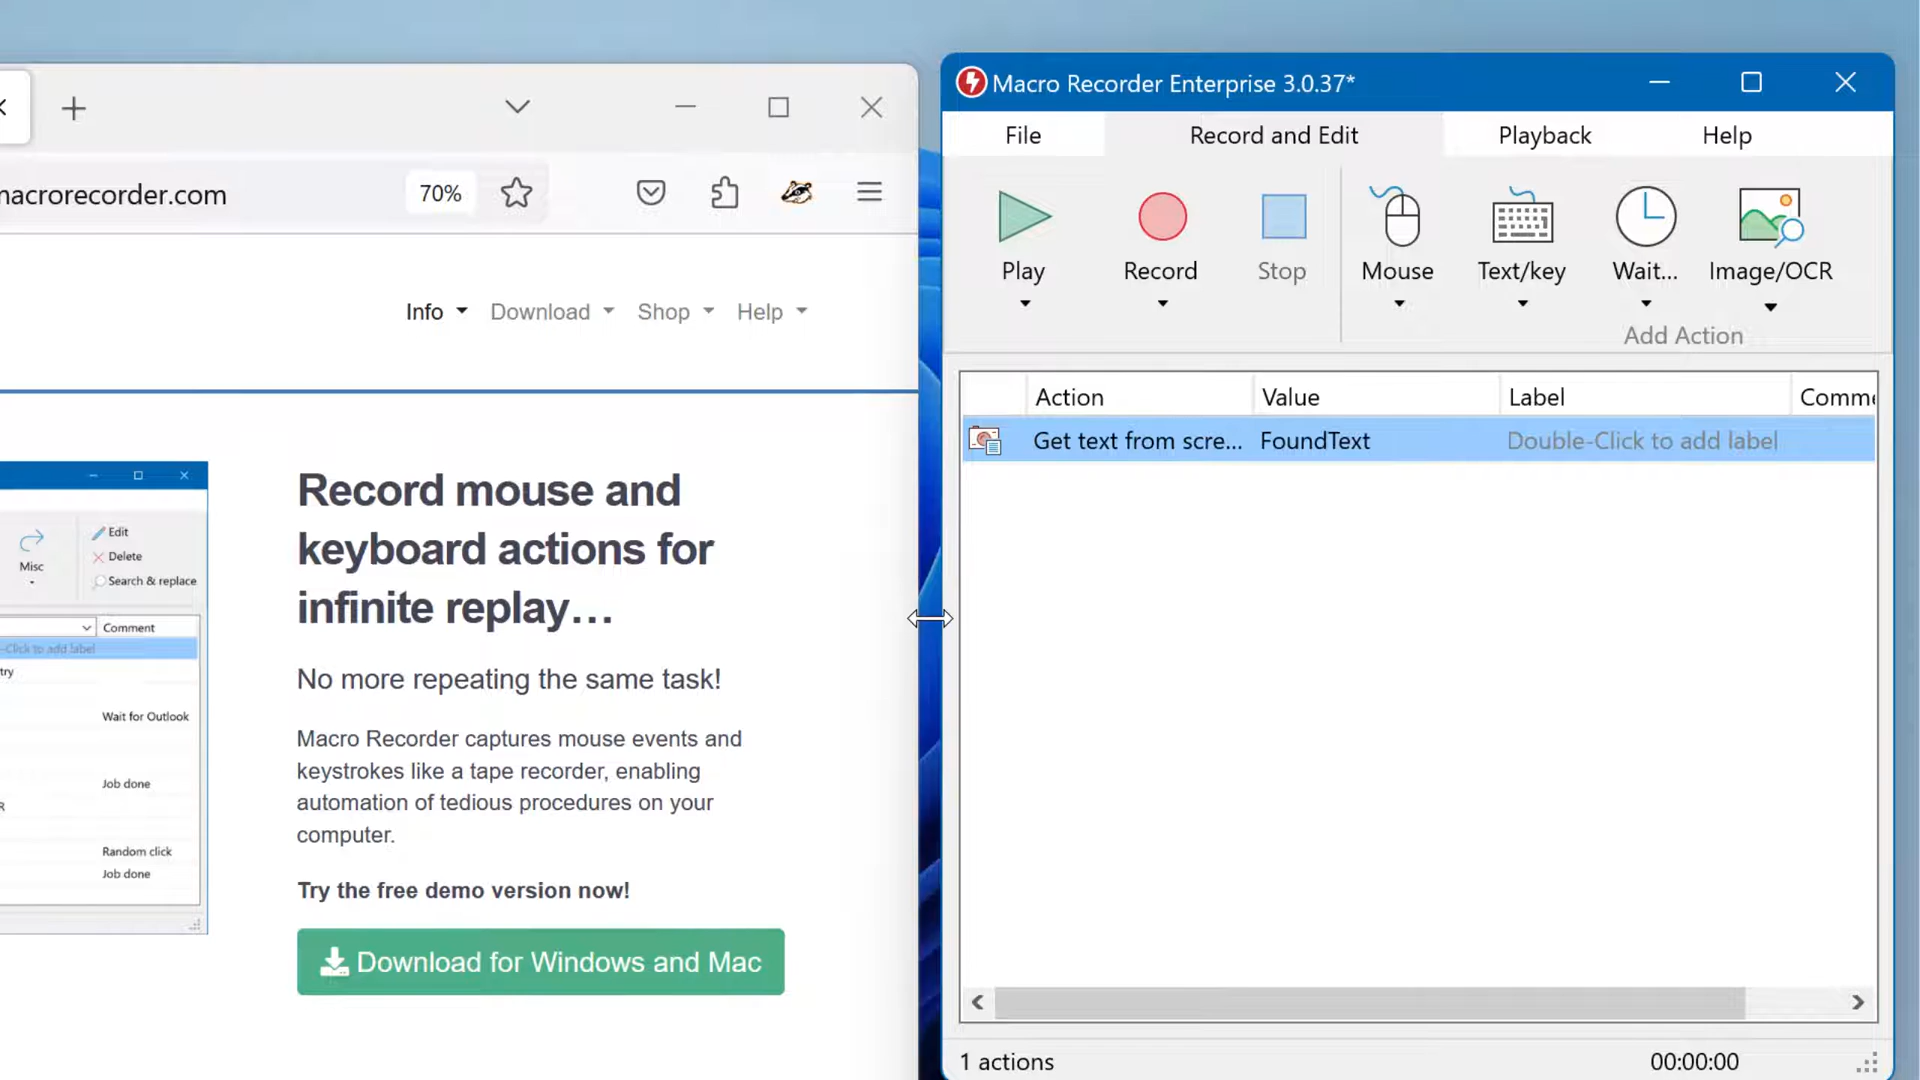 macrorecorder.com
70%
Info
Download
Shop
Help
Misc
Edit
Delete
Search & replace
Comment
-Click to add label
try
Wait for Outlook
Job done
R
Random click
Job done
Record mouse and
keyboard actions for
infinite replay…
No more repeating the same task!
Macro Recorder captures mouse events and
keystrokes like a tape recorder, enabling
automation of tedious procedures on your
computer.
Try the free demo version now!
Download for Windows and Mac
Macro Recorder Enterprise 3.0.37*
File
Record and Edit
Playback
Help
Play
Record
Stop
Mouse
Text/key
Wait...
Image/OCR
Add Action
Action
Value
Label
Comme
Get text from scre...
FoundText
Double-Click to add label
1 actions
00:00:00